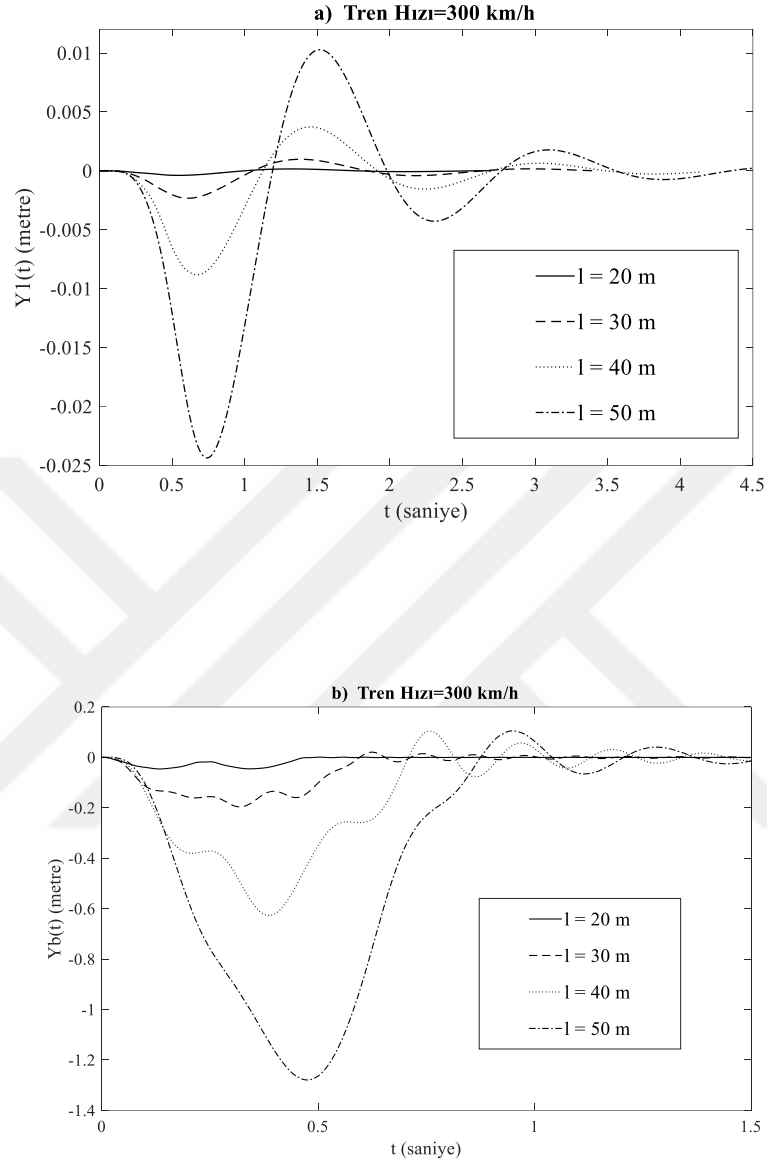 a) Tren Hızı=300 km/h
0.01
0.005
0
-0.005
-0.01
-0.015
-0.02
-0.025
Y1(t) (metre)
l = 20 m
l = 30 m
l = 40 m
l = 50 m
0 0.5 1 1.5 2 2.5 3 3.5 4 4.5
t (saniye)
b) Tren Hızı=300 km/h
0.2
0
-0.2
-0.4
-0.6
-0.8
-1
-1.2
-1.4
Yb(t) (metre)
l = 20 m
l = 30 m
l = 40 m
l = 50 m
0 0.5 1 1.5
t (saniye)